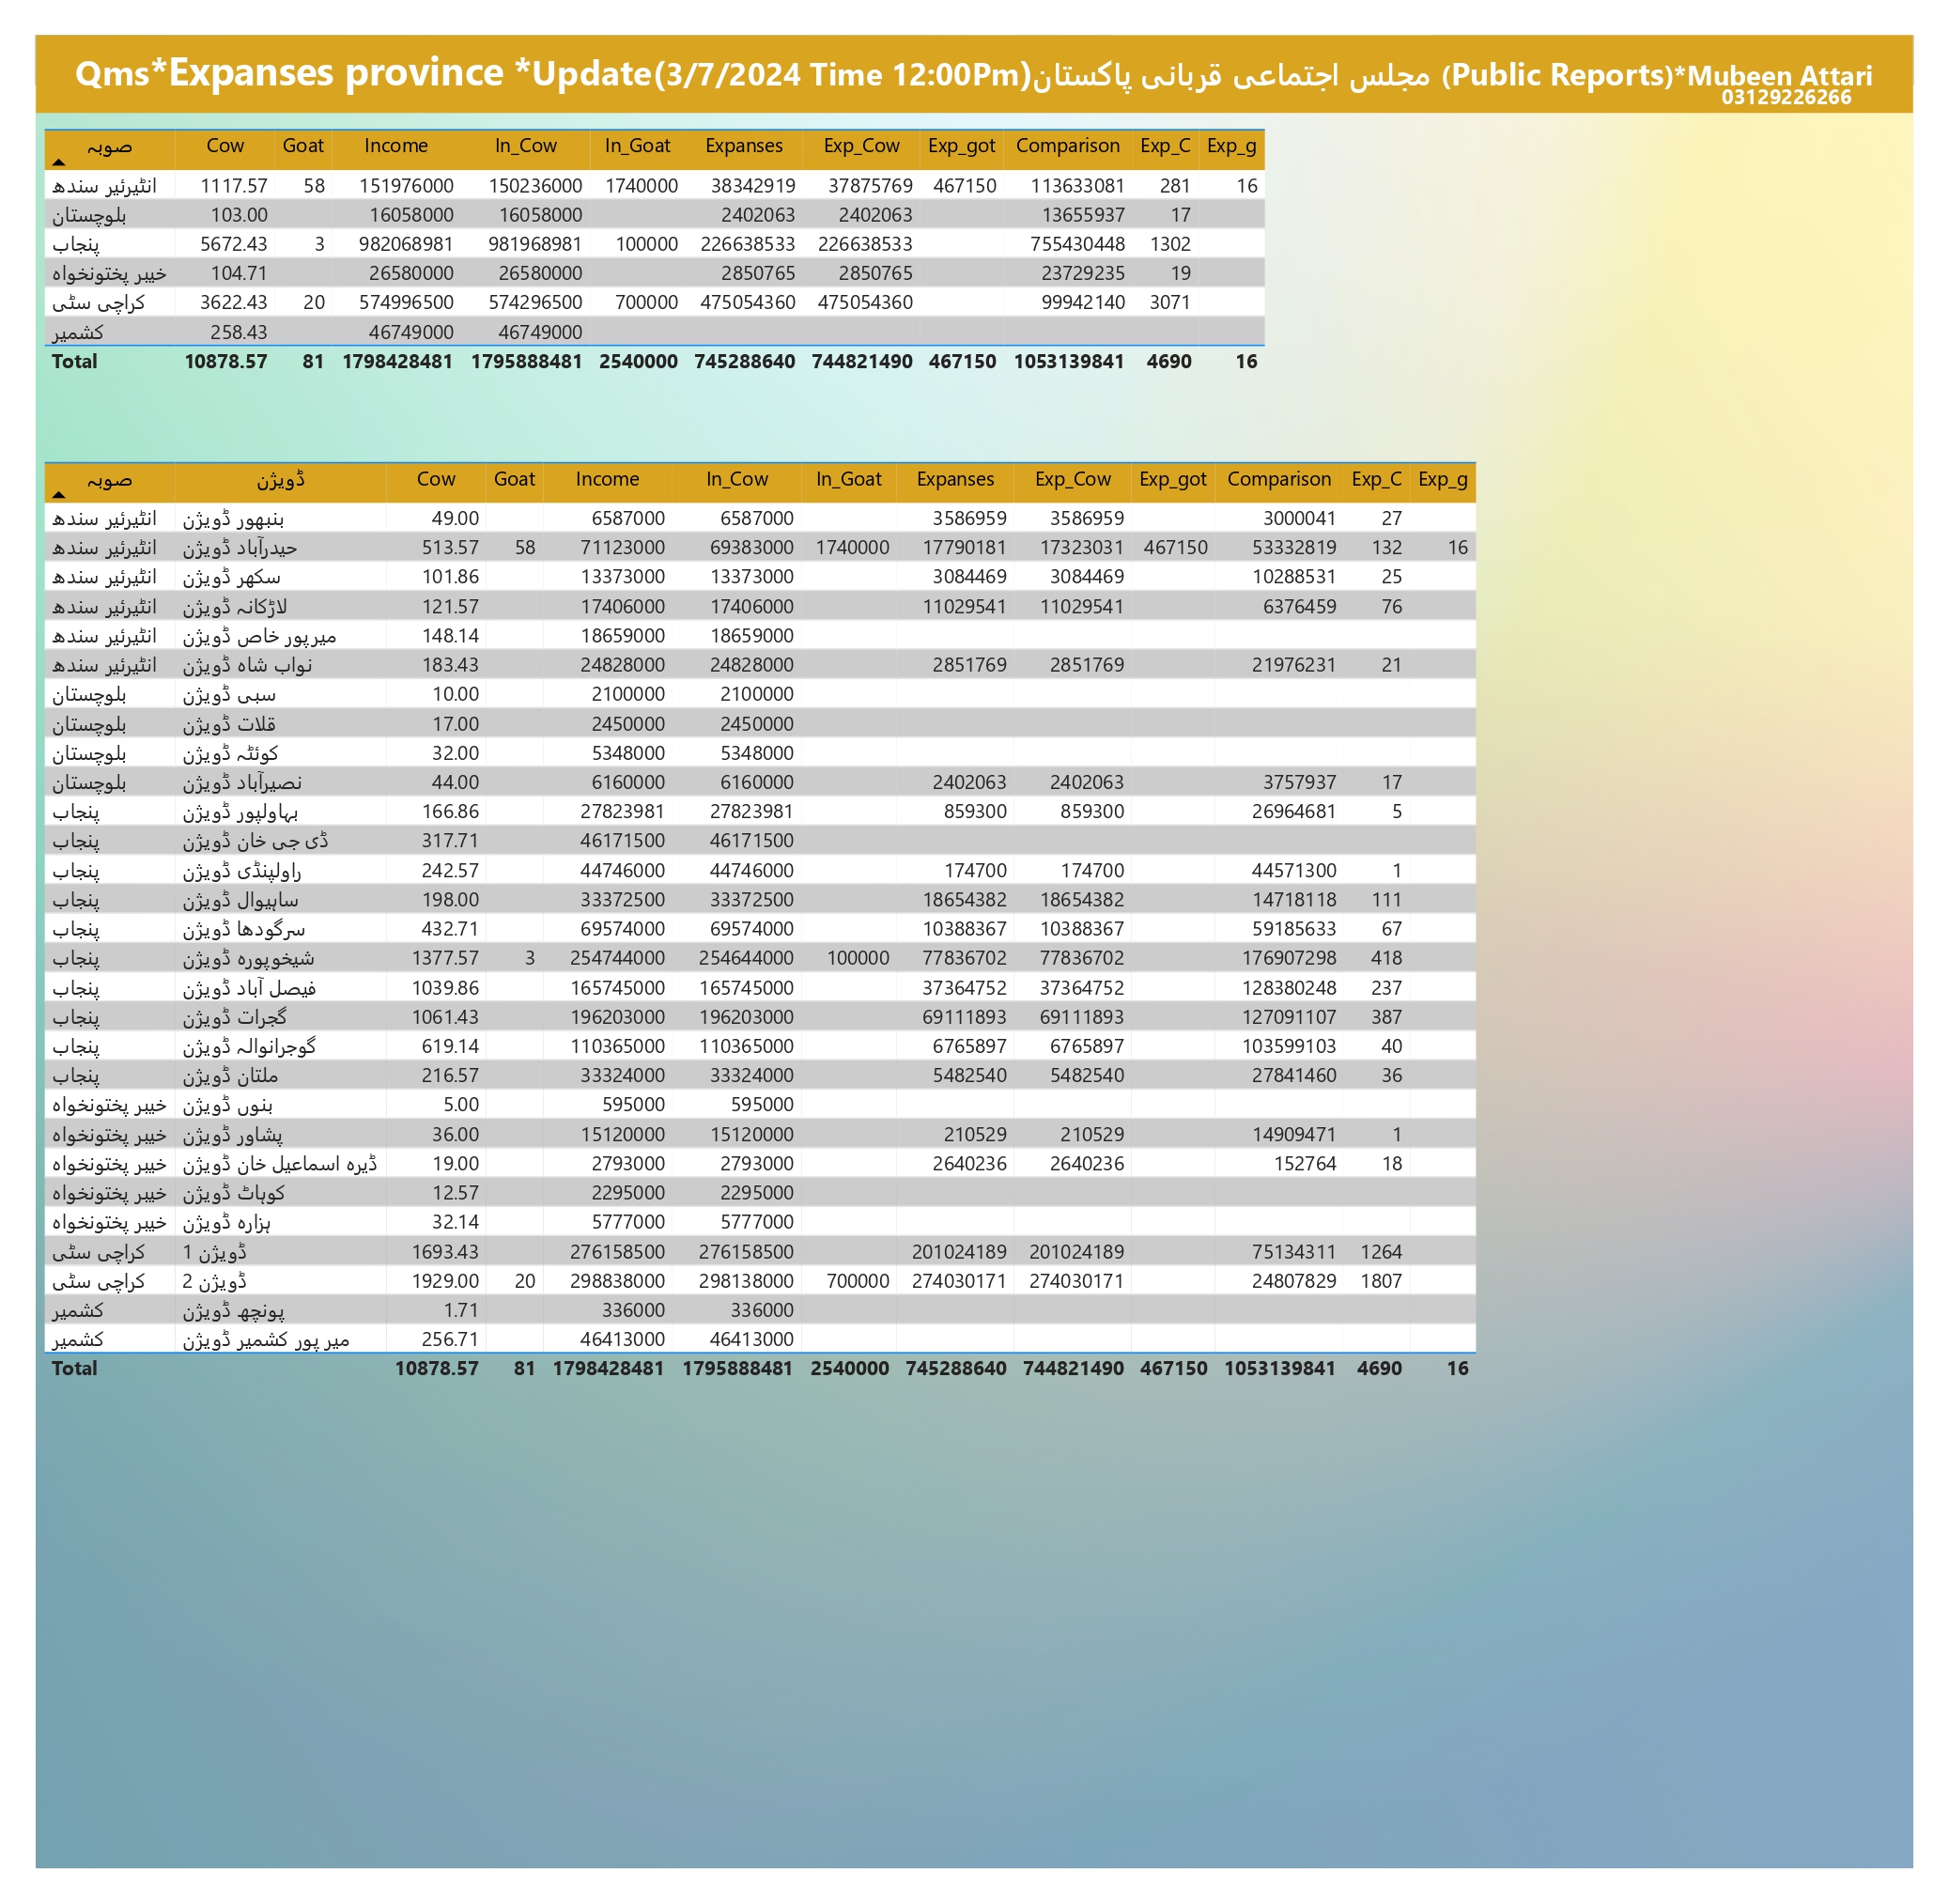 Qms*Expanses province *Update(3/7/2024 Time 12:00Pm)مجلس اجتماعی قربانی پاکستان (Public Reports)*Mubeen Attari
03129226266
صوبہ Cow Goat Income In_Cow In_Goat Expanses Exp_Cow Exp_got Comparison Exp_C Exp_g
انٹیرئیر سندھ 1117.57 58 151976000 150236000 1740000 38342919 37875769 467150 113633081 281 16
بلوچستان 103.00 16058000 16058000 2402063 2402063 13655937 17
پنجاب 5672.43 3 982068981 981968981 100000 226638533 226638533 755430448 1302
خیبر پختونخواہ 104.71 26580000 26580000 2850765 2850765 23729235 19
کراچی سٹی 3622.43 20 574996500 574296500 700000 475054360 475054360 99942140 3071
کشمیر 258.43 46749000 46749000
Total 10878.57 81 1798428481 1795888481 2540000 745288640 744821490 467150 1053139841 4690 16
صوبہ ڈویژن Cow Goat Income In_Cow In_Goat Expanses Exp_Cow Exp_got Comparison Exp_C Exp_g
انٹیرئیر سندھ بنبھور ڈویژن 49.00 6587000 6587000 3586959 3586959 3000041 27
انٹیرئیر سندھ حیدرآباد ڈویژن 513.57 58 71123000 69383000 1740000 17790181 17323031 467150 53332819 132 16
انٹیرئیر سندھ سکھر ڈویژن 101.86 13373000 13373000 3084469 3084469 10288531 25
انٹیرئیر سندھ لاڑکانہ ڈویژن 121.57 17406000 17406000 11029541 11029541 6376459 76
انٹیرئیر سندھ میرپور خاص ڈویژن 148.14 18659000 18659000
انٹیرئیر سندھ نواب شاہ ڈویژن 183.43 24828000 24828000 2851769 2851769 21976231 21
بلوچستان سبی ڈویژن 10.00 2100000 2100000
بلوچستان قلات ڈویژن 17.00 2450000 2450000
بلوچستان کوئٹہ ڈویژن 32.00 5348000 5348000
بلوچستان نصیرآباد ڈویژن 44.00 6160000 6160000 2402063 2402063 3757937 17
پنجاب بہاولپور ڈویژن 166.86 27823981 27823981 859300 859300 26964681 5
پنجاب ڈی جی خان ڈویژن 317.71 46171500 46171500
پنجاب راولپنڈی ڈویژن 242.57 44746000 44746000 174700 174700 44571300 1
پنجاب ساہیوال ڈویژن 198.00 33372500 33372500 18654382 18654382 14718118 111
پنجاب سرگودھا ڈویژن 432.71 69574000 69574000 10388367 10388367 59185633 67
پنجاب شیخوپورہ ڈویژن 1377.57 3 254744000 254644000 100000 77836702 77836702 176907298 418
پنجاب فیصل آباد ڈویژن 1039.86 165745000 165745000 37364752 37364752 128380248 237
پنجاب گجرات ڈویژن 1061.43 196203000 196203000 69111893 69111893 127091107 387
پنجاب گوجرانوالہ ڈویژن 619.14 110365000 110365000 6765897 6765897 103599103 40
پنجاب ملتان ڈویژن 216.57 33324000 33324000 5482540 5482540 27841460 36
خیبر پختونخواہ بنوں ڈویژن 5.00 595000 595000
خیبر پختونخواہ پشاور ڈویژن 36.00 15120000 15120000 210529 210529 14909471 1
خیبر پختونخواہ ڈیرہ اسماعیل خان ڈویژن 19.00 2793000 2793000 2640236 2640236 152764 18
خیبر پختونخواہ کوہاٹ ڈویژن 12.57 2295000 2295000
خیبر پختونخواہ ہزارہ ڈویژن 32.14 5777000 5777000
کراچی سٹی ڈویژن 1 1693.43 276158500 276158500 201024189 201024189 75134311 1264
کراچی سٹی ڈویژن 2 1929.00 20 298838000 298138000 700000 274030171 274030171 24807829 1807
کشمیر پونچھ ڈویژن 1.71 336000 336000
کشمیر میر پور کشمیر ڈویژن 256.71 46413000 46413000
Total 10878.57 81 1798428481 1795888481 2540000 745288640 744821490 467150 1053139841 4690 16